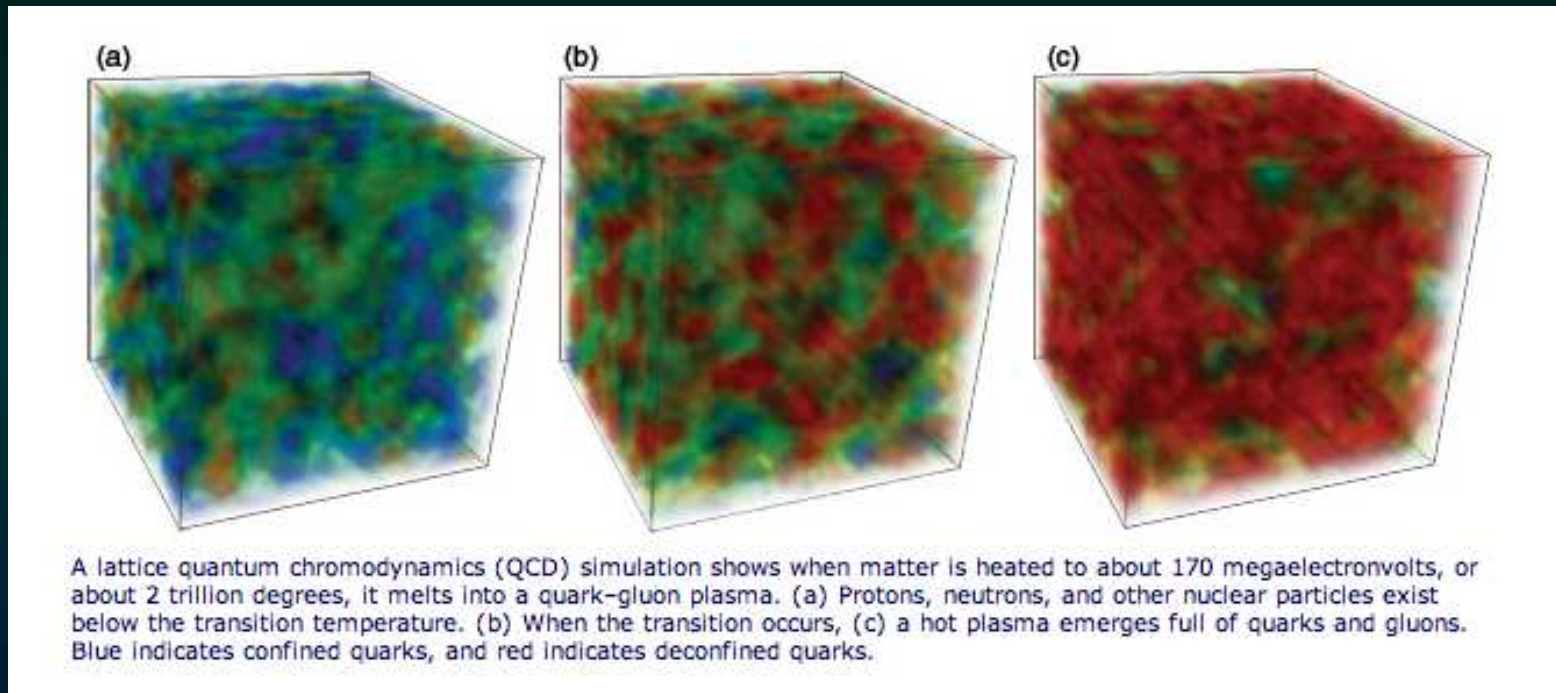 (a)
(b)
(c)
A lattice quantum chromodynamics (QCD) simulation shows when matter is heated to about 170 megaelectronvolts, or
about 2 trillion degrees, it melts into a quark–gluon plasma. (a) Protons, neutrons, and other nuclear particles exist
below the transition temperature. (b) When the transition occurs, (c) a hot plasma emerges full of quarks and gluons.
Blue indicates confined quarks, and red indicates deconfined quarks.